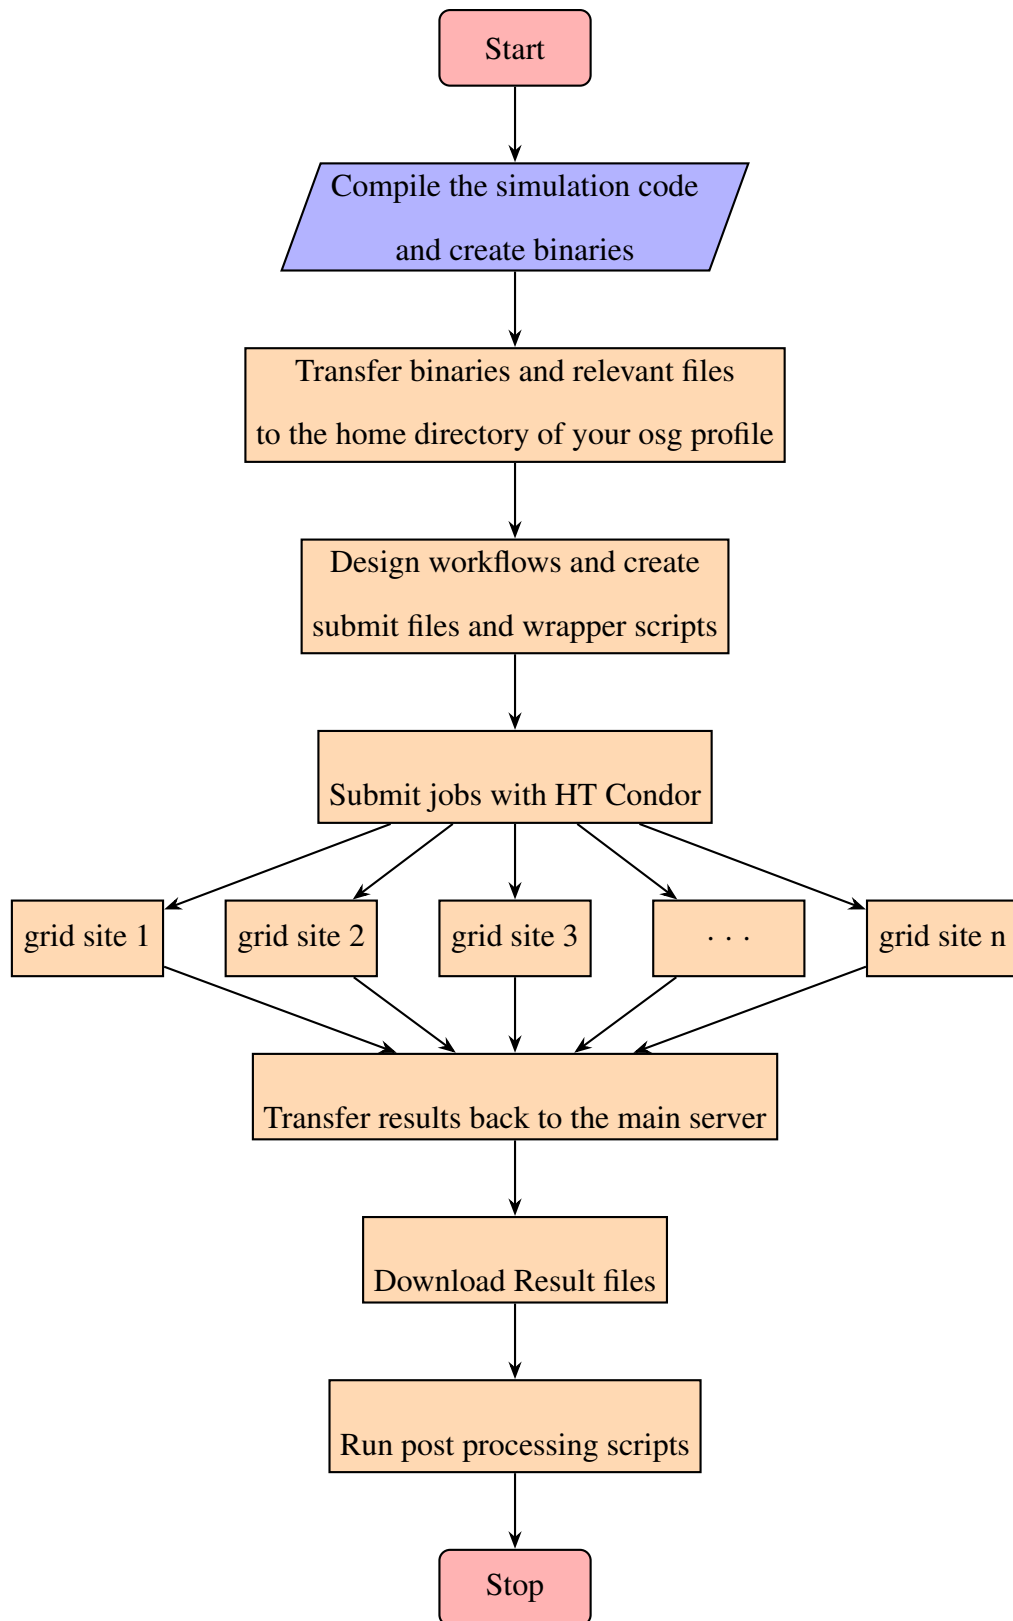 Start
Compile the simulation code
and create binaries
Transfer binaries and relevant files
to the home directory of your osg profile
Design workflows and create
submit files and wrapper scripts
Submit jobs with HT Condor
grid site 1
grid site 2
grid site 3
. . .
grid site n
Transfer results back to the main server
Download Result files
Run post processing scripts
Stop